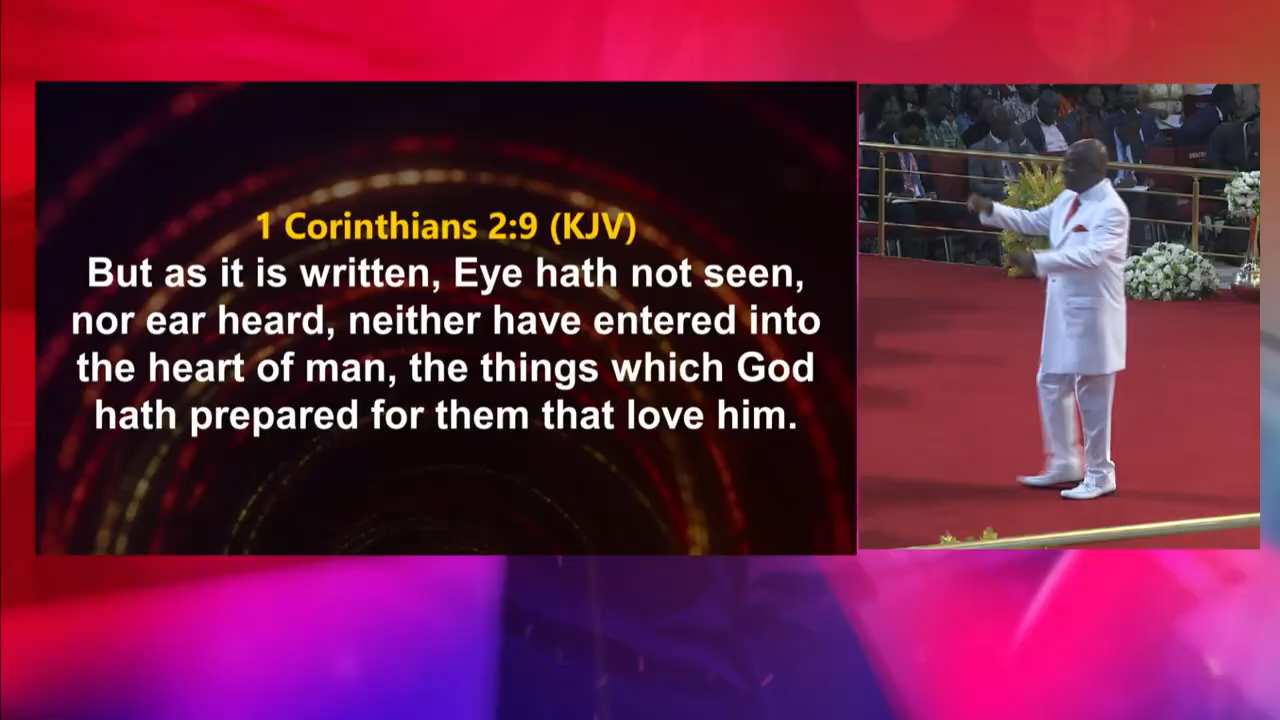 1 Corinthians 2:9 (KJV)
But as it is written, Eye hath not seen,
nor ear heard, neither have entered into
the heart of man, the things which God
hath prepared for them that love him.